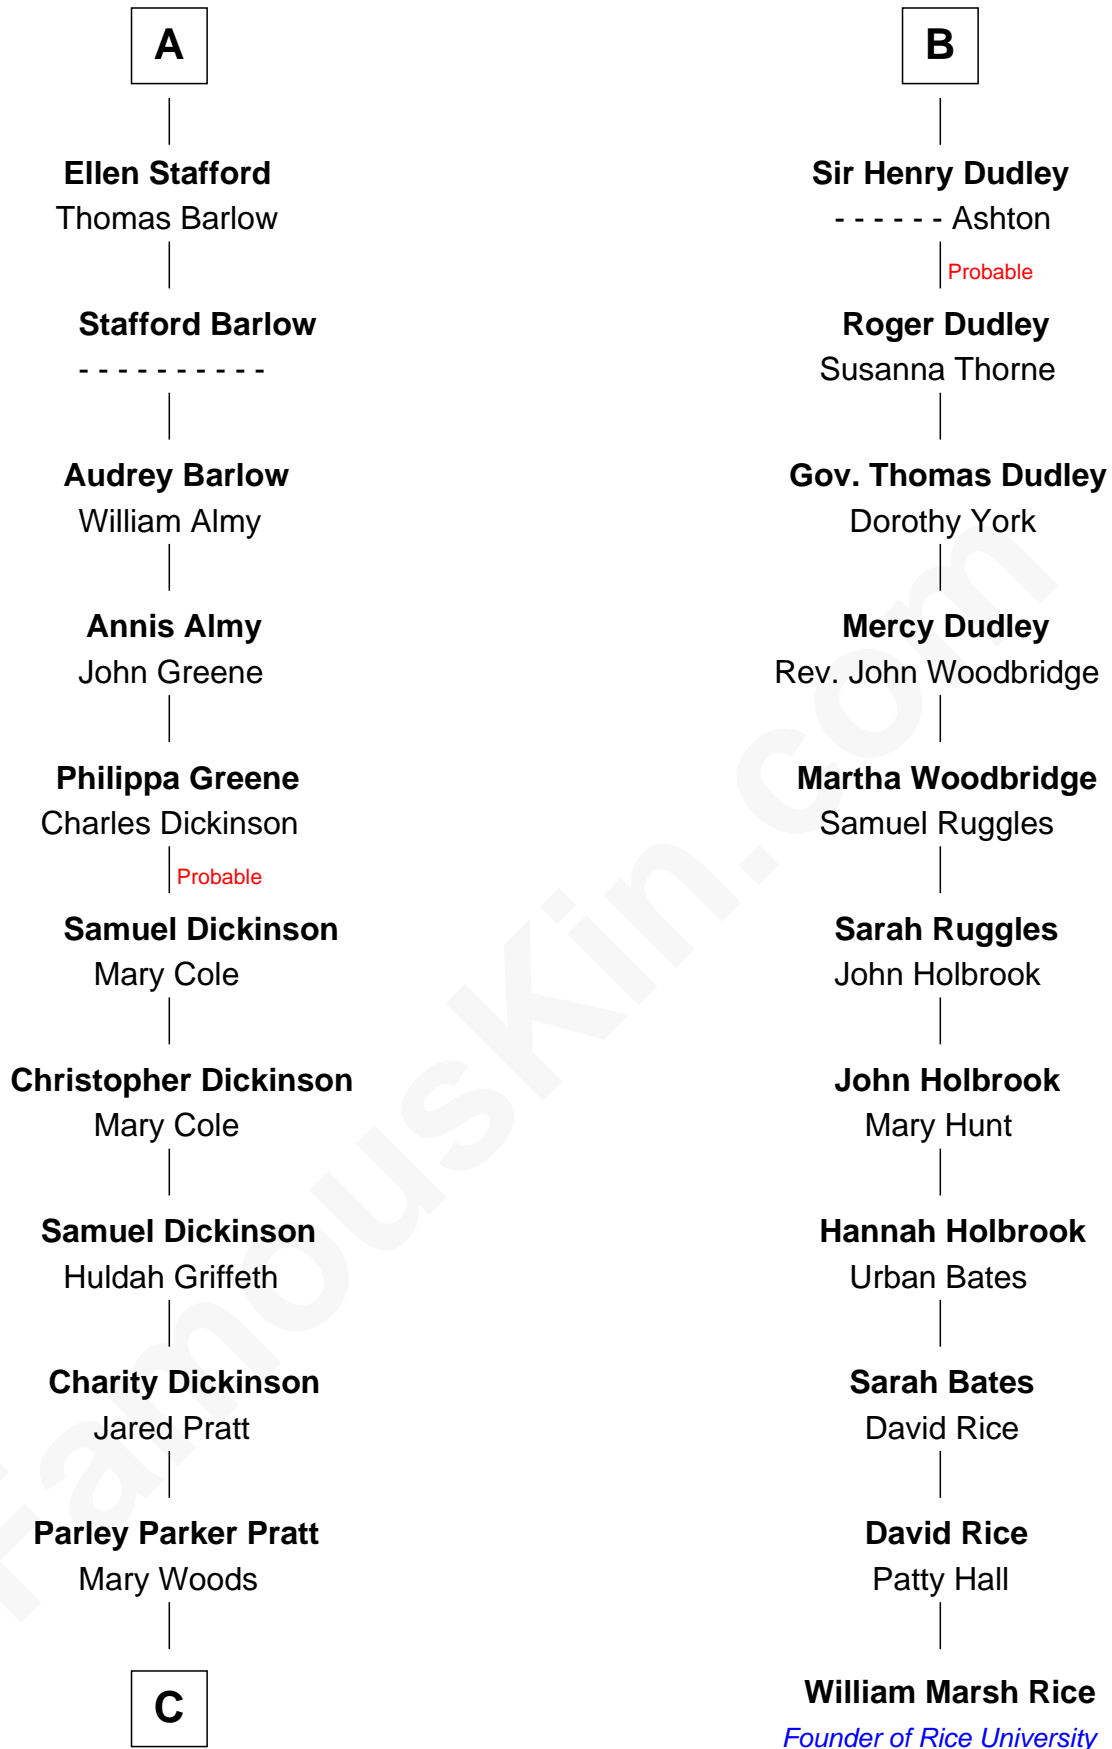 A
Ellen Stafford
Thomas Barlow
Stafford Barlow
- - - - - - - - - -
Audrey Barlow
William Almy
Annis Almy
John Greene
Philippa Greene
Charles Dickinson
Probable
Samuel Dickinson
Mary Cole
Christopher Dickinson
Mary Cole
Samuel Dickinson
Huldah Griffeth
Charity Dickinson
Jared Pratt
Parley Parker Pratt
Mary Woods
C
B
Sir Henry Dudley
- - - - - - Ashton
Probable
Roger Dudley
Susanna Thorne
Gov. Thomas Dudley
Dorothy York
Mercy Dudley
Rev. John Woodbridge
Martha Woodbridge
Samuel Ruggles
Sarah Ruggles
John Holbrook
John Holbrook
Mary Hunt
Hannah Holbrook
Urban Bates
Sarah Bates
David Rice
David Rice
Patty Hall
William Marsh Rice
Founder of Rice University
FamousKin.com